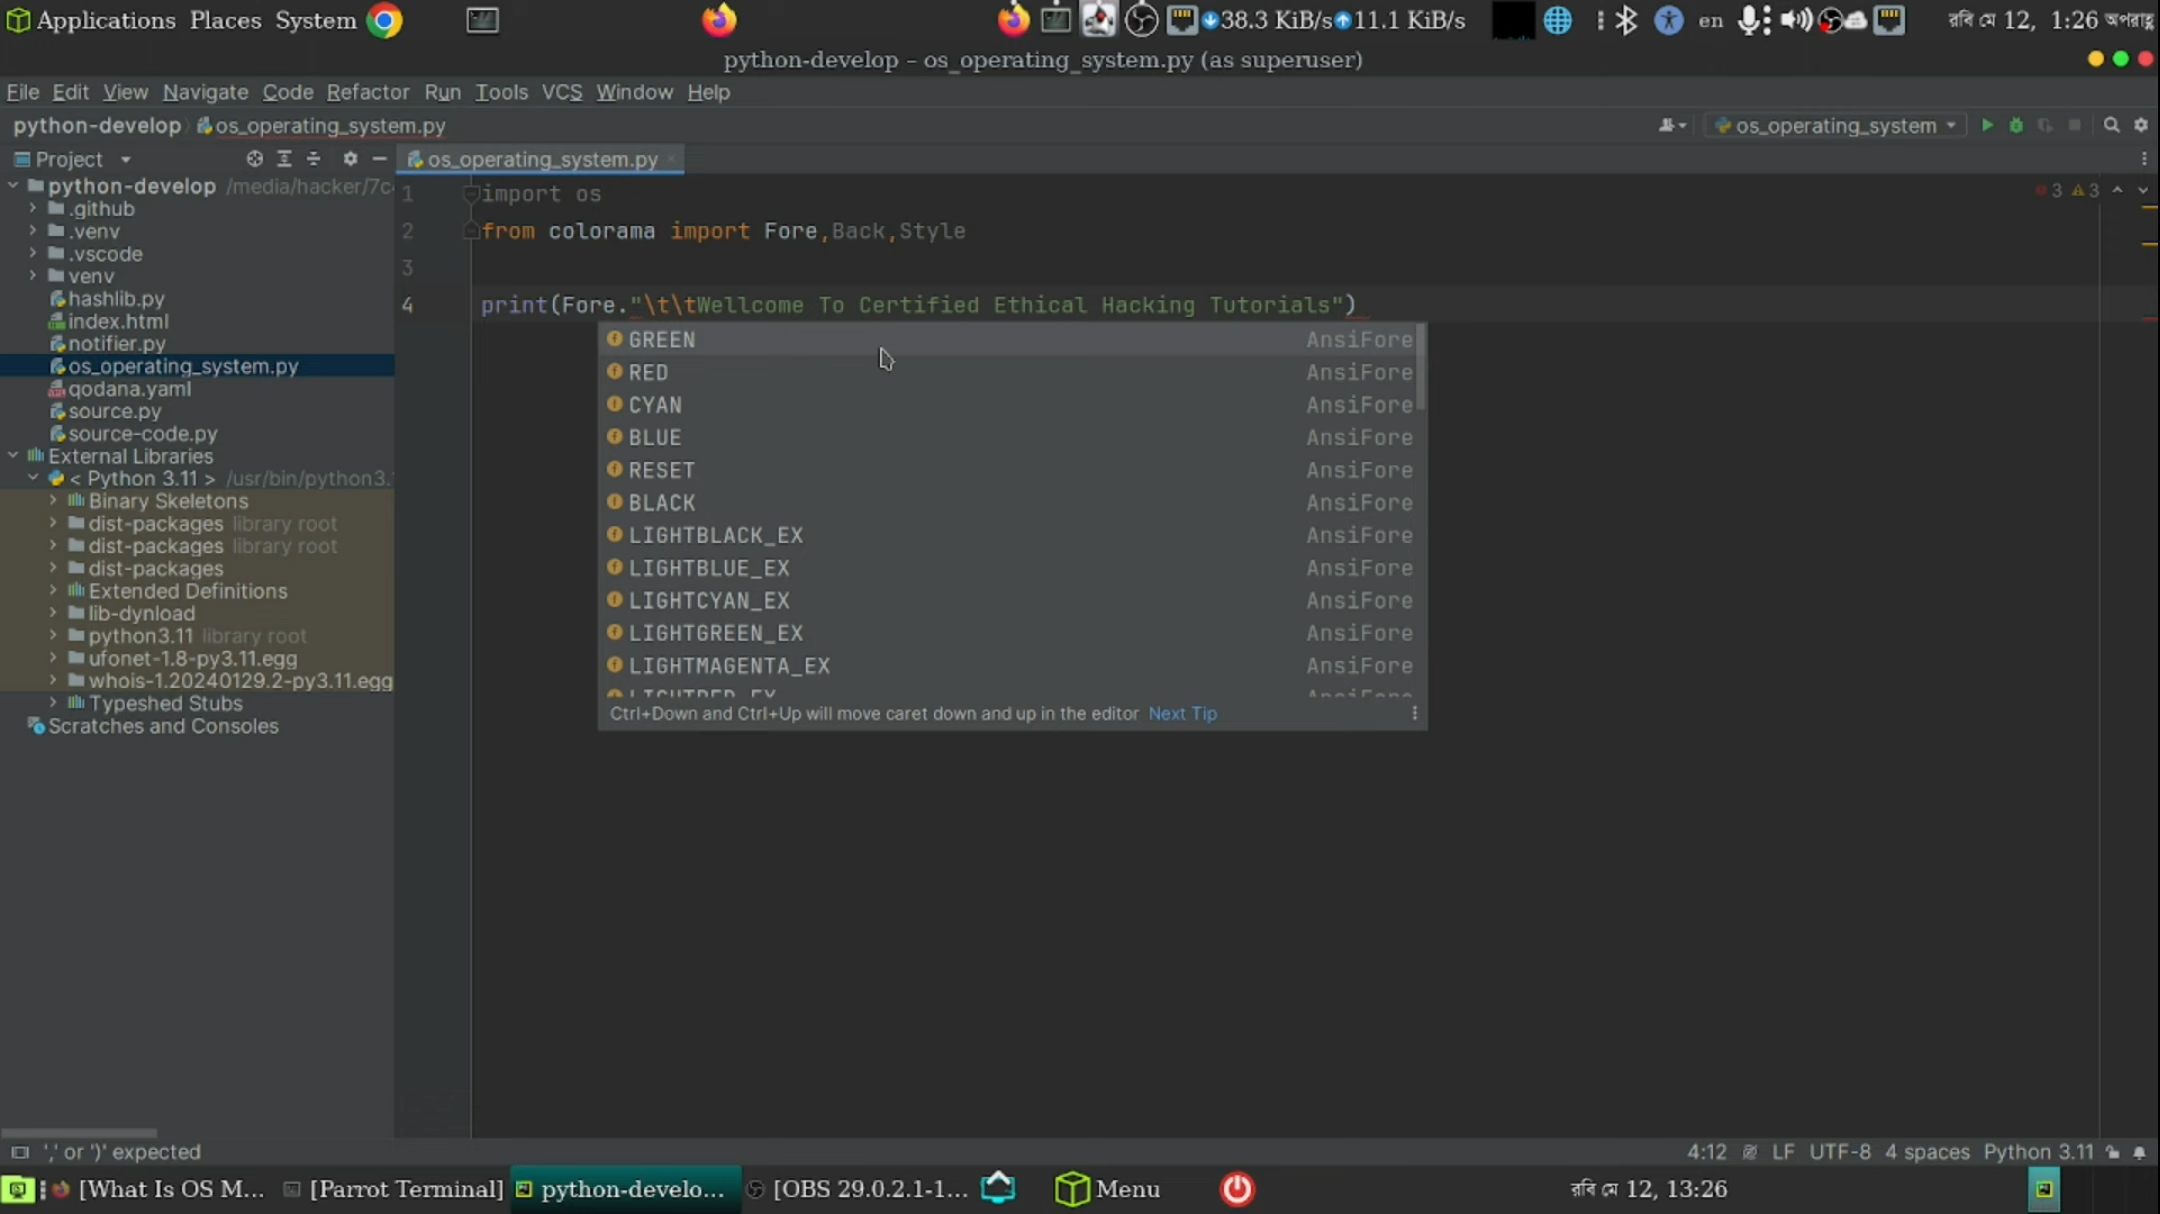 Applications Places System
38.3 KiB/s 11.1 KiB/s en রবি মে 12, 1:26 অপরাহ্ণ
python-develop – os_operating_system.py (as superuser)
File Edit View Navigate Code Refactor Run Tools VCS Window Help
python-develop os_operating_system.py os_operating_system
Project os_operating_system.py
python-develop /media/hacker/7c
.github
.venv
.vscode
venv
hashlib.py
index.html
notifier.py
os_operating_system.py
qodana.yaml
source.py
source-code.py
External Libraries
< Python 3.11 > /usr/bin/python3.
Binary Skeletons
dist-packages library root
dist-packages library root
dist-packages
Extended Definitions
lib-dynload
python3.11 library root
ufonet-1.8-py3.11.egg
whois-1.20240129.2-py3.11.egg
Typeshed Stubs
Scratches and Consoles
1 import os
3 3
2 from colorama import Fore,Back,Style
3
4 print(Fore."\t\tWellcome To Certified Ethical Hacking Tutorials")
GREEN AnsiFore
RED AnsiFore
CYAN AnsiFore
BLUE AnsiFore
RESET AnsiFore
BLACK AnsiFore
LIGHTBLACK_EX AnsiFore
LIGHTBLUE_EX AnsiFore
LIGHTCYAN_EX AnsiFore
LIGHTGREEN_EX AnsiFore
LIGHTMAGENTA_EX AnsiFore
LIGHTRED_EX AnsiFore
Ctrl+Down and Ctrl+Up will move caret down and up in the editor Next Tip
',' or ')' expected 4:12 LF UTF-8 4 spaces Python 3.11
[What Is OS M... [Parrot Terminal] python-develo... [OBS 29.0.2.1-1... Menu রবি মে 12, 13:26